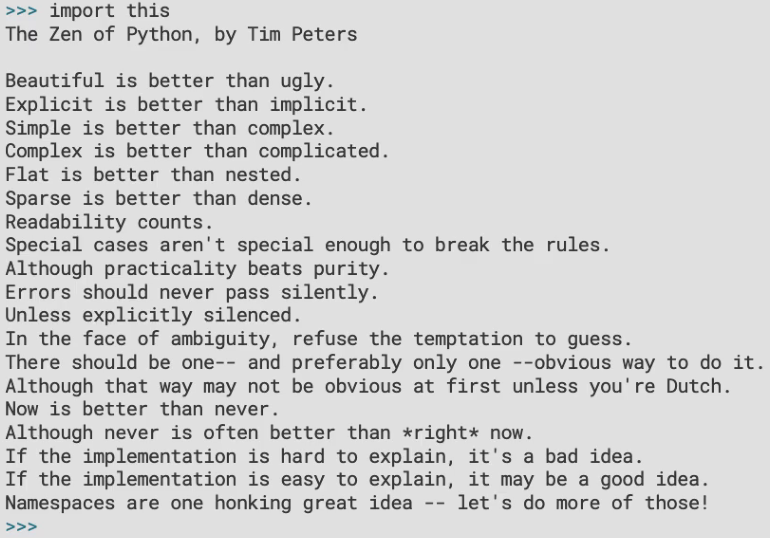 >>> import this
The Zen of Python, by Tim Peters

Beautiful is better than ugly.
Explicit is better than implicit.
Simple is better than complex.
Complex is better than complicated.
Flat is better than nested.
Sparse is better than dense.
Readability counts.
Special cases aren't special enough to break the rules.
Although practicality beats purity.
Errors should never pass silently.
Unless explicitly silenced.
In the face of ambiguity, refuse the temptation to guess.
There should be one-- and preferably only one --obvious way to do it.
Although that way may not be obvious at first unless you're Dutch.
Now is better than never.
Although never is often better than *right* now.
If the implementation is hard to explain, it's a bad idea.
If the implementation is easy to explain, it may be a good idea.
Namespaces are one honking great idea -- let's do more of those!
>>>